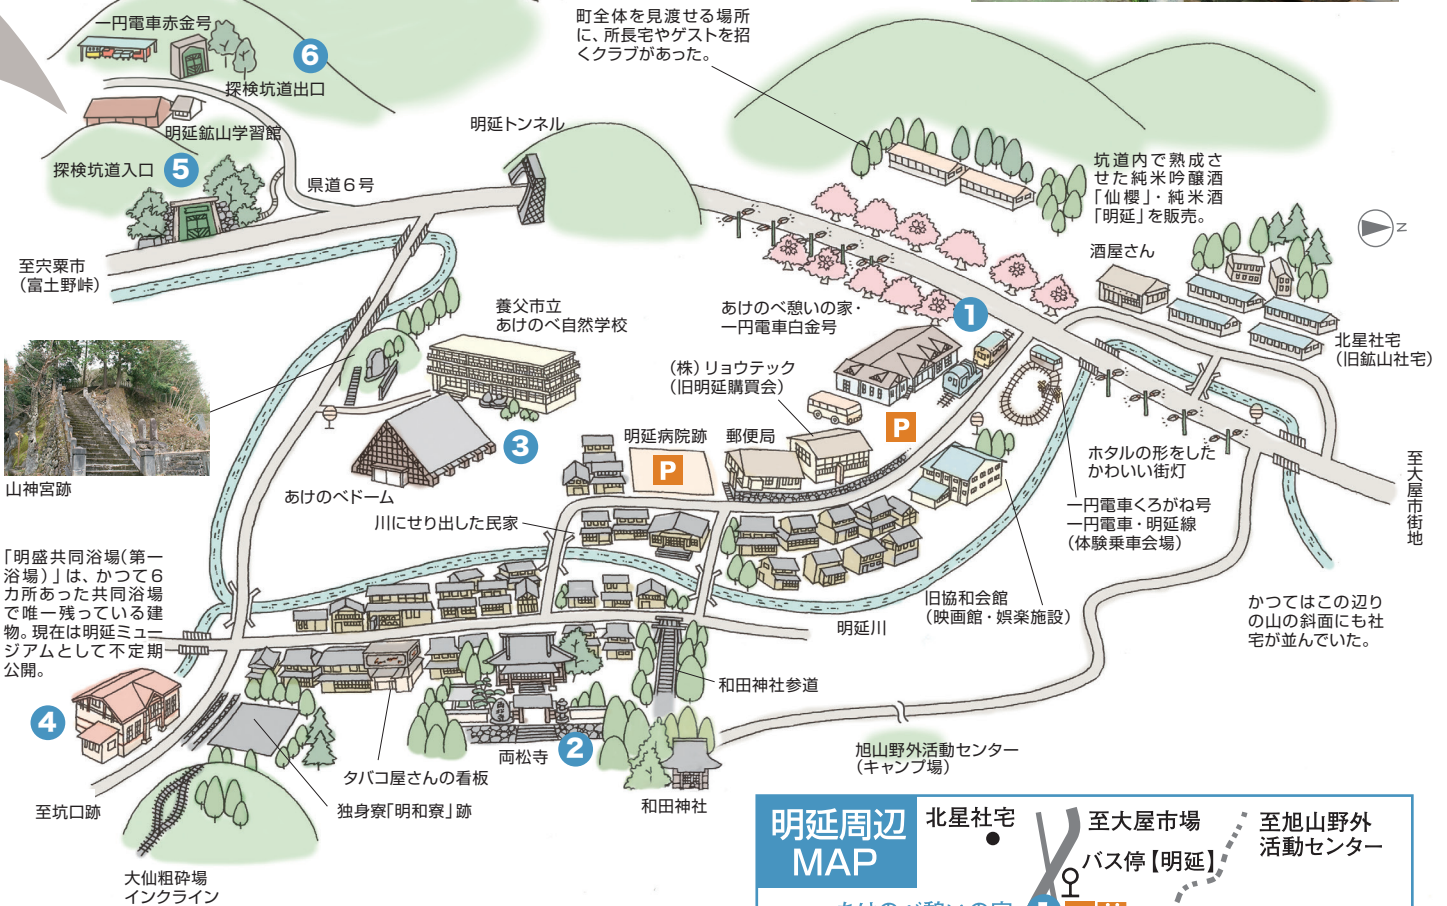 一円電車赤金号
6
探検坑道出口
明延鉱山学習館
探検坑道入口
5
県道6号
至宍粟市
(富士野峠)
明延トンネル
町全体を見渡せる場所
に、所長宅やゲストを招
くクラブがあった。
坑道内で熟成さ
せた純米吟醸酒
「仙櫻」・純米酒
「明延」を販売。
酒屋さん
N
北星社宅
(旧鉱山社宅)
あけのべ憩いの家・
一円電車白金号
1
(株)リョウテック
(旧明延購買会)
養父市立
あけのべ自然学校
3
あけのべドーム
山神宮跡
明延病院跡
P
郵便局
P
川にせり出した民家
ホタルの形をした
かわいい街灯
一円電車くろがね号
一円電車・明延線
(体験乗車会場)
至大屋市街地
旧協和会館
(映画館・娯楽施設)
明延川
かつてはこの辺り
の山の斜面にも社
宅が並んでいた。
「明盛共同浴場(第一
浴場)」は、かつて6
カ所あった共同浴場
で唯一残っている建
物。現在は明延ミュー
ジアムとして不定期
公開。
4
至坑口跡
大仙粗砕場
インクライン
独身寮「明和寮」跡
タバコ屋さんの看板
両松寺
2
和田神社参道
和田神社
旭山野外活動センター
(キャンプ場)
明延周辺
MAP
北星社宅
至大屋市場
バス停【明延】
至旭山野外
活動センター
あけのべ憩いの家